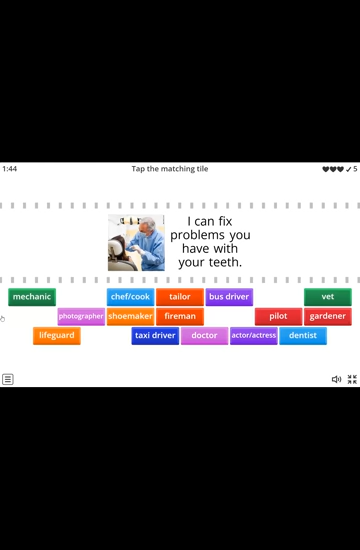 1:44
Tap the matching tile
5
I can fix
problems you
have with
your teeth.
mechanic
chef/cook
tailor
bus driver
vet
photographer
shoemaker
fireman
pilot
gardener
lifeguard
taxi driver
doctor
actor/actress
dentist